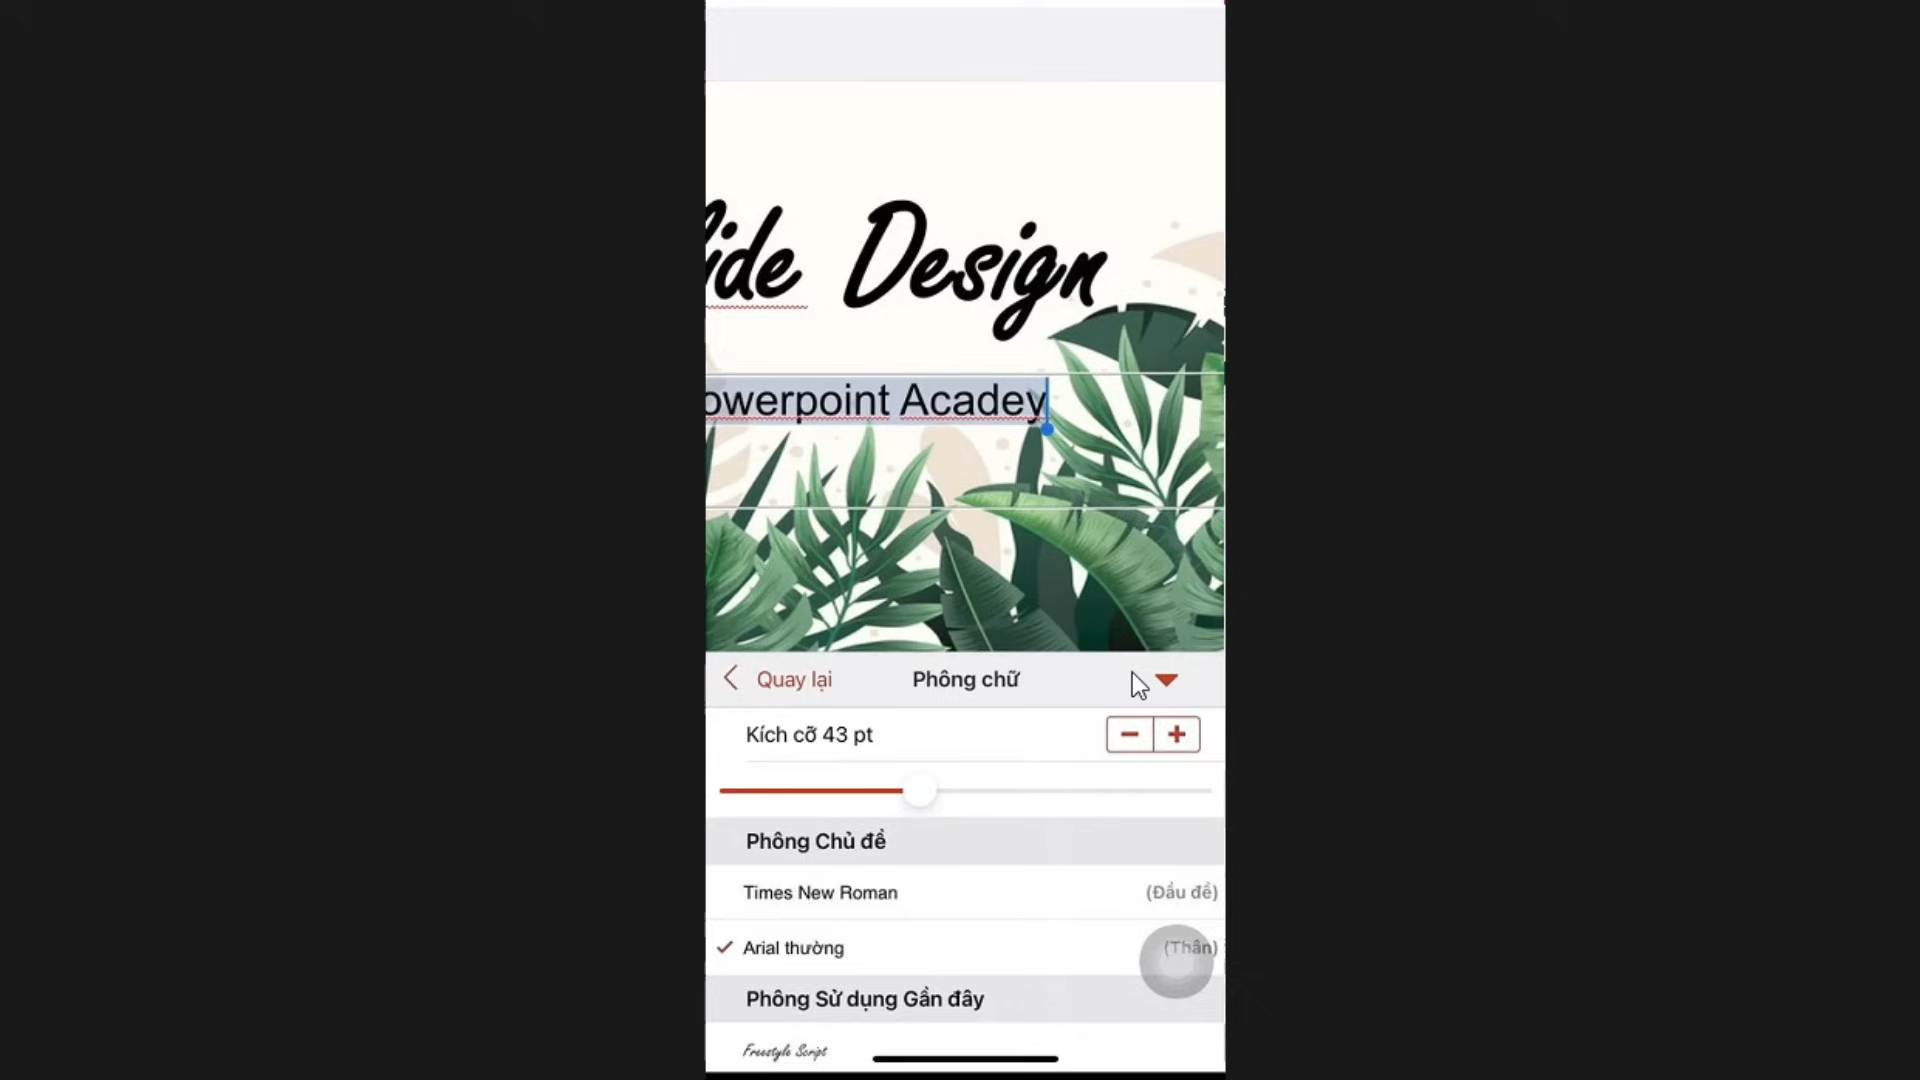 ide Design
owerpoint Acadey
Quay lại
Phông chữ
Kích cỡ 43 pt
Phông Chủ đề
Times New Roman
(Đầu đề)
Arial thường
(Thân)
Phông Sử dụng Gần đây
Freestyle Script